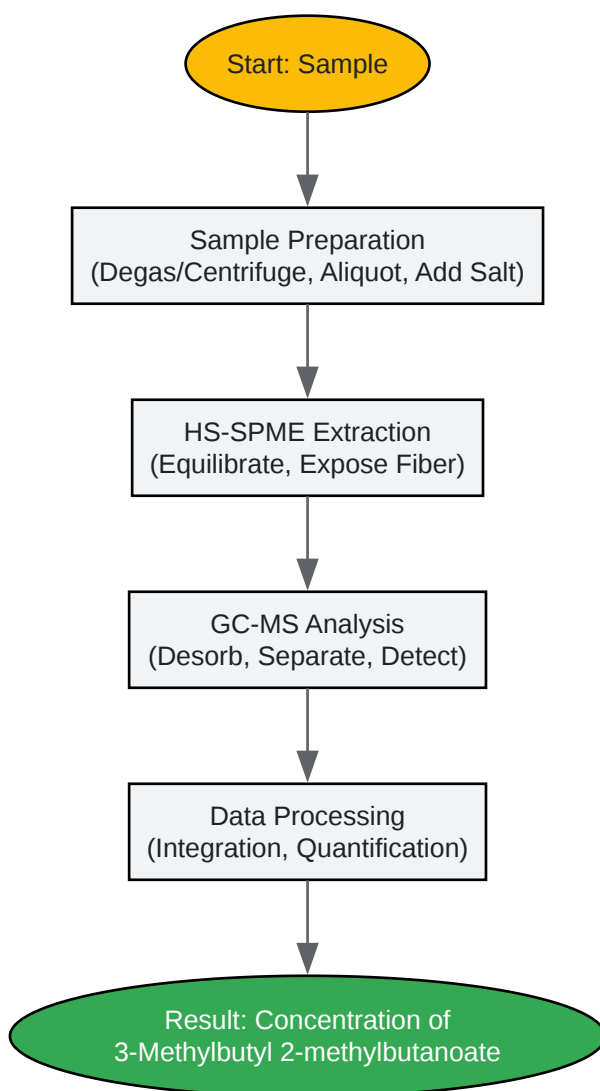 Start: Sample
Sample Preparation
(Degas/Centrifuge, Aliquot, Add Salt)
HS-SPME Extraction
(Equilibrate, Expose Fiber)
GC-MS Analysis
(Desorb, Separate, Detect)
Data Processing
(Integration, Quantification)
Result: Concentration of
3-Methylbutyl 2-methylbutanoate